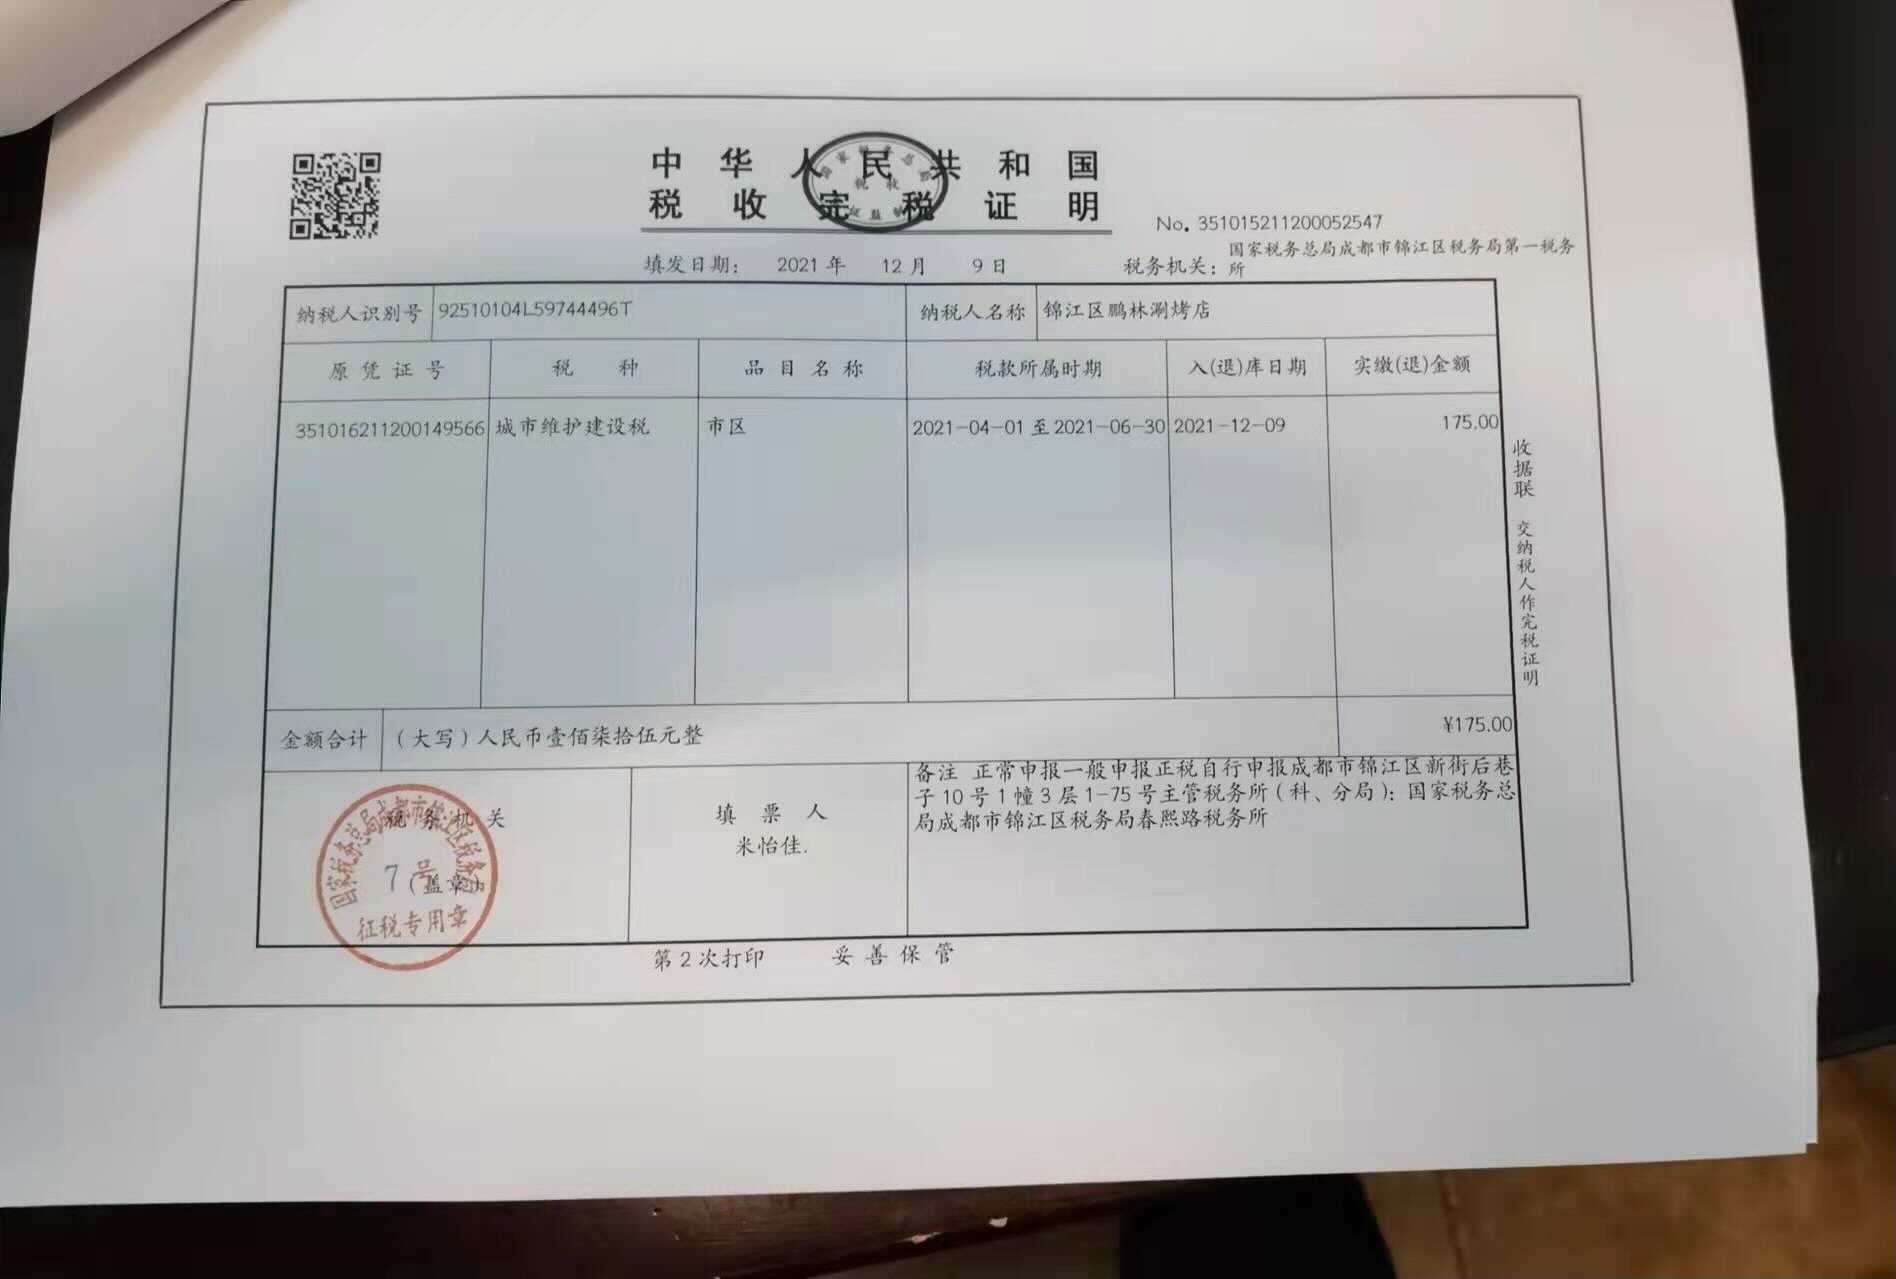 中华人民共和国
税收完税证明
No. 351015211200052547
填发日期： 2021 年 12 月 9 日
税务机关：国家税务总局成都市锦江区税务局第一税务所
纳税人识别号 92510104L59744496T 纳税人名称 锦江区鹏林涮烤店
原凭证号 税种 品目名称 税款所属时期 入(退)库日期 实缴(退)金额
351016211200149566 城市维护建设税 市区 2021-04-01 至 2021-06-30 2021-12-09 175.00
金额合计 （大写）人民币壹佰柒拾伍元整 ¥175.00
税务机关
（盖章）
国家税务总局成都市锦江区税务局
7号
征税专用章
填票人
米怡佳.
备注 正常申报一般申报正税自行申报成都市锦江区新街后巷
子10号1幢3层1-75号主管税务所（科、分局）：国家税务总
局成都市锦江区税务局春熙路税务所
收据联 交纳税人作完税证明
第2次打印 妥善保管